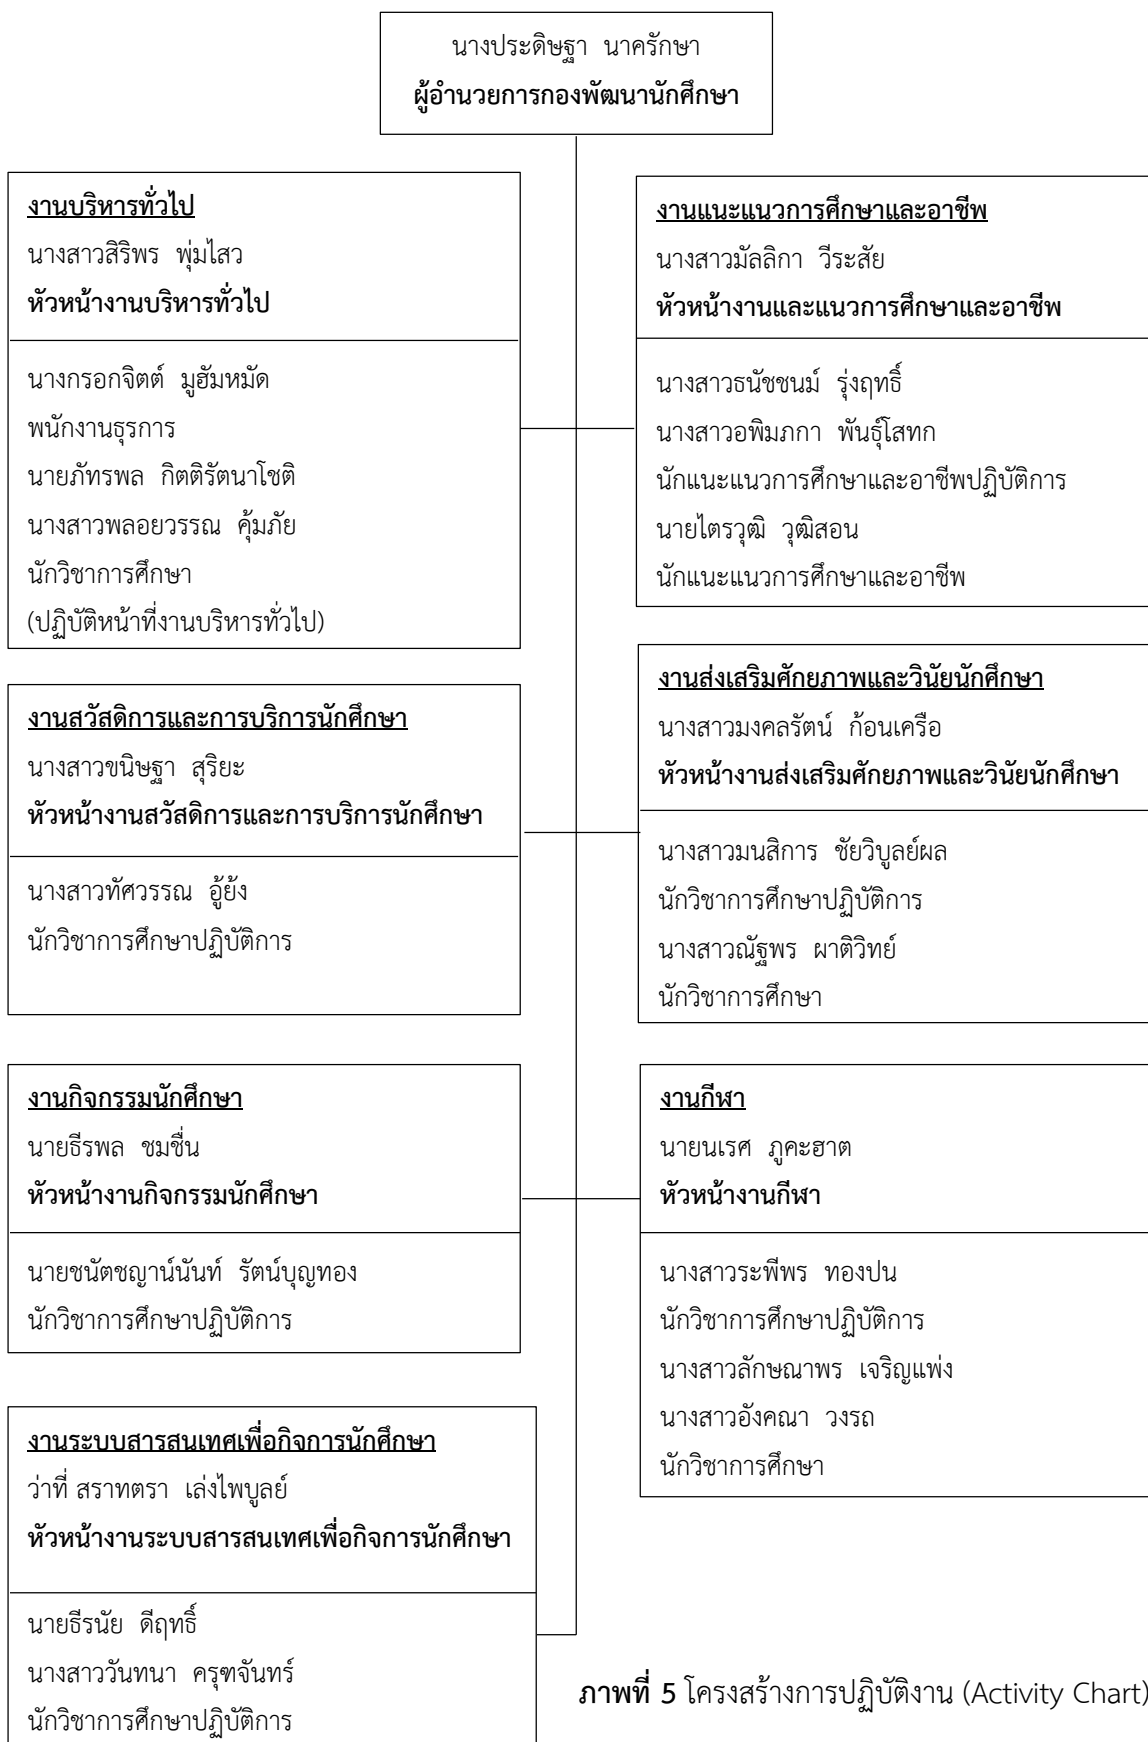 นางประดิษฐา นาครักษา
ผู้อำนวยการกองพัฒนานักศึกษา
งานบริหารทั่วไป
นางสาวสิริพร พุ่มไสว
หัวหน้างานบริหารทั่วไป
นางกรอกจิตต์ มูฮัมหมัด
พนักงานธุรการ
นายภัทรพล กิตติรัตนาโชติ
นางสาวพลอยวรรณ คุ้มภัย
นักวิชาการศึกษา
(ปฏิบัติหน้าที่งานบริหารทั่วไป)
งานแนะแนวการศึกษาและอาชีพ
นางสาวมัลลิกา วีระสัย
หัวหน้างานและแนวการศึกษาและอาชีพ
นางสาวธนัชชนม์ รุ่งฤทธิ์
นางสาวอพิมภกา พันธุ์โสทก
นักแนะแนวการศึกษาและอาชีพปฏิบัติการ
นายไตรวุฒิ วุฒิสอน
นักแนะแนวการศึกษาและอาชีพ
งานสวัสดิการและการบริการนักศึกษา
นางสาวขนิษฐา สุริยะ
หัวหน้างานสวัสดิการและการบริการนักศึกษา
นางสาวทัศวรรณ อู้ยัง
นักวิชาการศึกษาปฏิบัติการ
งานส่งเสริมศักยภาพและวินัยนักศึกษา
นางสาวมงคลรัตน์ ก้อนเครือ
หัวหน้างานส่งเสริมศักยภาพและวินัยนักศึกษา
นางสาวมนสิการ ชัยวิบูลย์ผล
นักวิชาการศึกษาปฏิบัติการ
นางสาวณัฐพร ผาติวิทย์
นักวิชาการศึกษา
งานกิจกรรมนักศึกษา
นายธีรพล ชมชื่น
หัวหน้างานกิจกรรมนักศึกษา
นายชนัตชญาน์นันท์ รัตน์บุญทอง
นักวิชาการศึกษาปฏิบัติการ
งานกีฬา
นายนเรศ ภูคะฮาต
หัวหน้างานกีฬา
นางสาวระพีพร ทองปน
นักวิชาการศึกษาปฏิบัติการ
นางสาวลักษณาพร เจริญแพ่ง
นางสาวอังคณา วงรถ
นักวิชาการศึกษา
งานระบบสารสนเทศเพื่อกิจการนักศึกษา
ว่าที่ สราทตรา เล่งไพบูลย์
หัวหน้างานระบบสารสนเทศเพื่อกิจการนักศึกษา
นายธีรนัย ดีฤทธิ์
นางสาววันทนา ครุฑจันทร์
นักวิชาการศึกษาปฏิบัติการ
ภาพที่ 5 โครงสร้างการปฏิบัติงาน (Activity Chart)